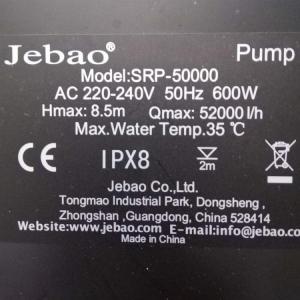 Jebao® Pump
Model:SRP-50000
AC 220-240V 50Hz 600W
Hmax: 8.5m Qmax: 52000 l/h
Max.Water Temp.35 ℃
IPX8 2m
Jebao Co.,Ltd.
Tongmao Industrial Park, Dongsheng,
Zhongshan,Guangdong, China 528414
Website:www.jebao.com E-mail:info@jebao.com
Made in China